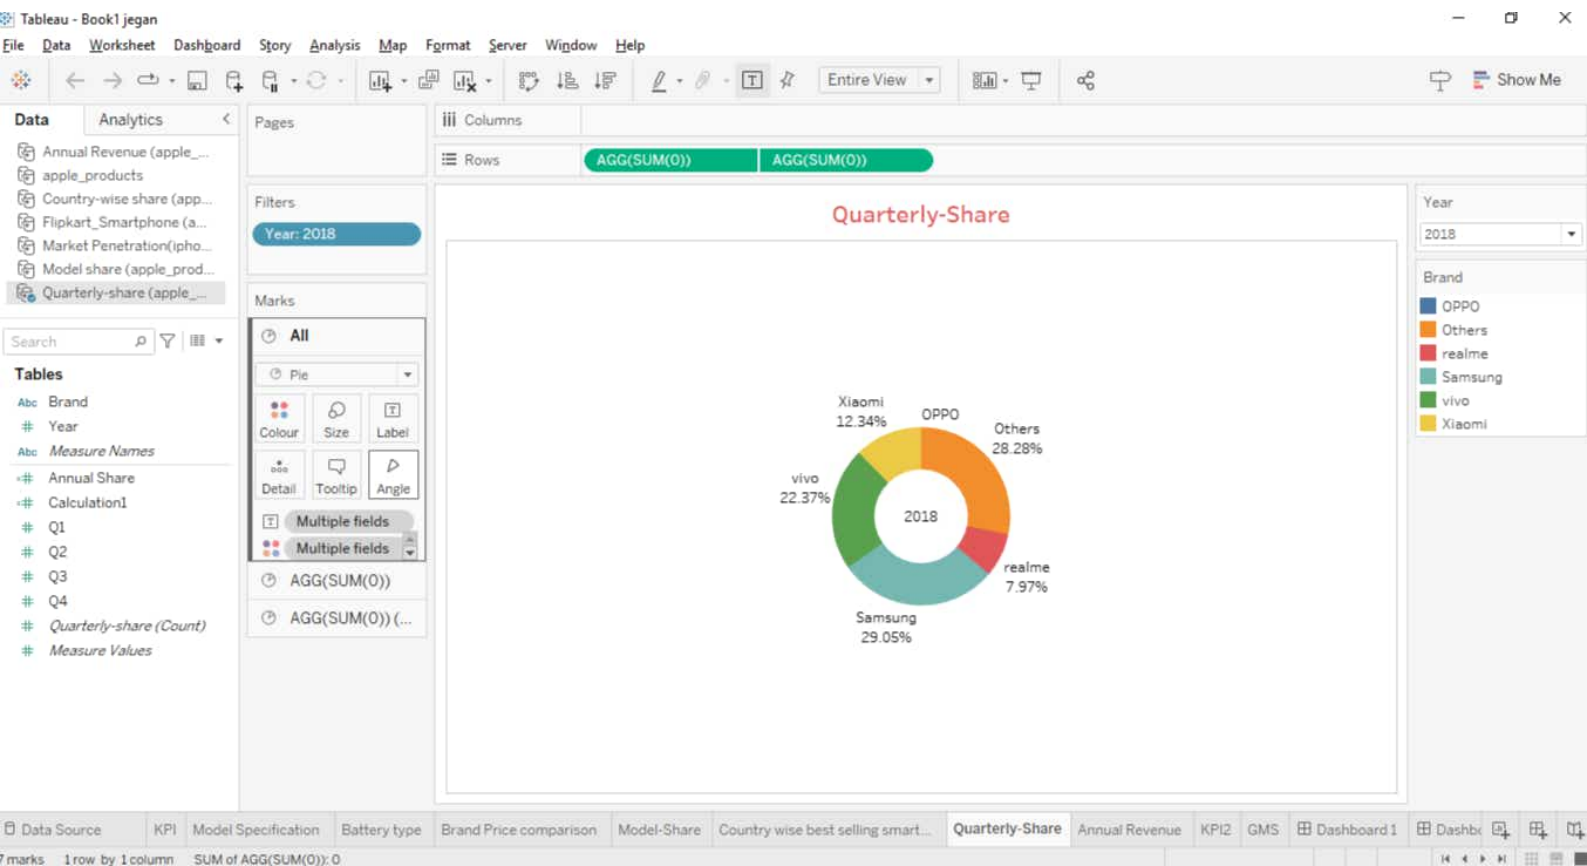 Tableau - Book1 jegan
File Data Worksheet Dashboard Story Analysis Map Format Server Window Help
Entire View
Show Me
Data Analytics
Annual Revenue (apple_...
apple_products
Country-wise share (app...
Flipkart_Smartphone (a...
Market Penetration(ipho...
Model share (apple_prod...
Quarterly-share (apple_...
Search
Tables
Abc Brand
# Year
Abc Measure Names
=# Annual Share
=# Calculation1
# Q1
# Q2
# Q3
# Q4
# Quarterly-share (Count)
# Measure Values
Pages
Filters
Year: 2018
Marks
All
Pie
Colour Size Label
Detail Tooltip Angle
Multiple fields
Multiple fields
AGG(SUM(0))
AGG(SUM(0)) (...
Columns
Rows AGG(SUM(0)) AGG(SUM(0))
Quarterly-Share
Xiaomi
12.34%
OPPO
Others
28.28%
vivo
22.37%
2018
realme
7.97%
Samsung
29.05%
Year
2018
Brand
OPPO
Others
realme
Samsung
vivo
Xiaomi
Data Source KPI Model Specification Battery type Brand Price comparison Model-Share Country wise best selling smart... Quarterly-Share Annual Revenue KPI2 GMS Dashboard 1 Dashb
7 marks 1 row by 1 column SUM of AGG(SUM(0)): 0